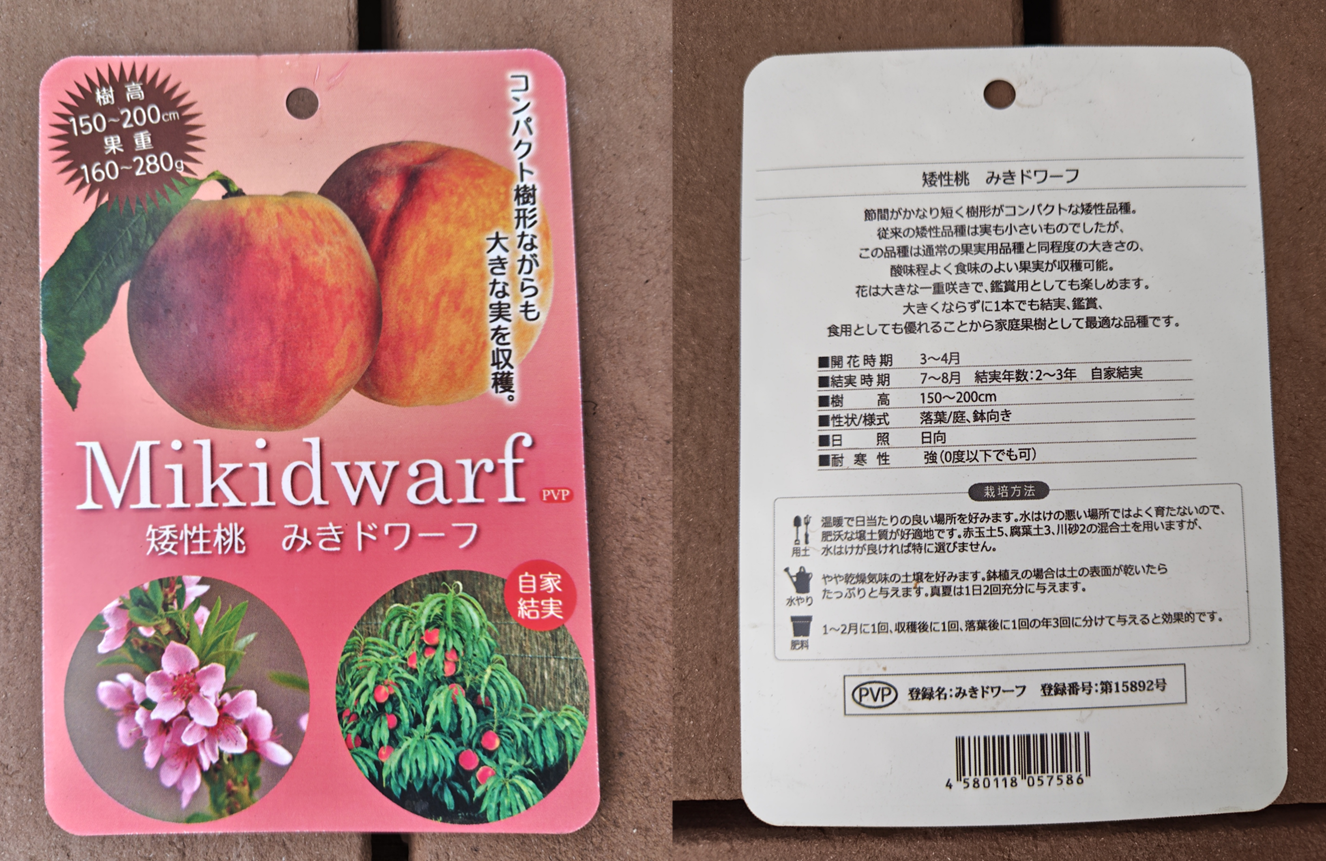 樹高
150~200cm
果重
160~280g
コンパクト樹形ながらも
大きな実を収穫。
Mikidwarf PVP
矮性桃　みきドワーフ
自家
結実
矮性桃　みきドワーフ
節間がかなり短く樹形がコンパクトな矮性品種。
従来の矮性品種は実も小さいものでしたが、
この品種は通常の果実用品種と同程度の大きさの、
酸味程よく食味のよい果実が収穫可能。
花は大きな一重咲きで、鑑賞用としても楽しめます。
大きくならずに1本でも結実、鑑賞、
食用としても優れることから家庭果樹として最適な品種です。
■開花時期　3～4月
■結実時期　7～8月　結実年数：2～3年　自家結実
■樹　　高　150～200cm
■性状/様式　落葉/庭、鉢向き
■日　　照　日向
■耐寒性　強（0度以下でも可）
栽培方法
用土
温暖で日当たりの良い場所を好みます。水はけの悪い場所ではよく育たないので、
肥沃な壌土質が好適地です。赤玉土5、腐葉土3、川砂2の混合土を用いますが、
水はけが良ければ特に選びません。
水やり
やや乾燥気味の土壌を好みます。鉢植えの場合は土の表面が乾いたら
たっぷりと与えます。真夏は1日2回充分に与えます。
肥料
1～2月に1回、収穫後に1回、落葉後に1回の年3回に分けて与えると効果的です。
PVP 登録名：みきドワーフ　登録番号：第15892号
4 580118 057586